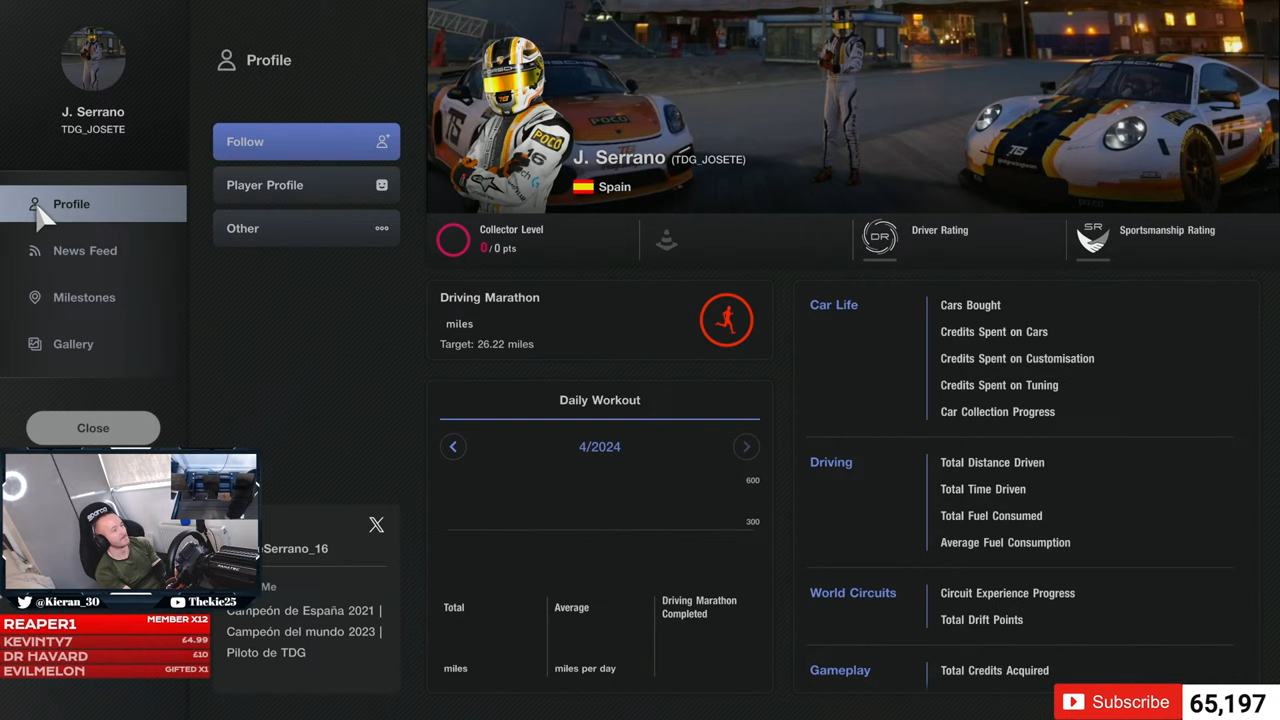 J. Serrano
TDG_JOSETE
Profile
News Feed
Milestones
Gallery
Close
Profile
Follow
Player Profile
Other
Serrano_16
Me
Campeón de España 2021 |
Campeón del mundo 2023 |
Piloto de TDG
J. Serrano (TDG_JOSETE)
Spain
POCO
16
Collector Level
0 / 0 pts
DR
Driver Rating
SR
Sportsmanship Rating
Driving Marathon
miles
Target: 26.22 miles
Daily Workout
4/2024
600
300
Total
miles
Average
miles per day
Driving Marathon
Completed
Car Life
Cars Bought
Credits Spent on Cars
Credits Spent on Customisation
Credits Spent on Tuning
Car Collection Progress
Driving
Total Distance Driven
Total Time Driven
Total Fuel Consumed
Average Fuel Consumption
World Circuits
Circuit Experience Progress
Total Drift Points
Gameplay
Total Credits Acquired
@Kieran_30
Thekie25
REAPER1 MEMBER X12
KEVINTY7 £4.99
DR HAVARD £10
EVILMELON GIFTED X1
Subscribe 65,197